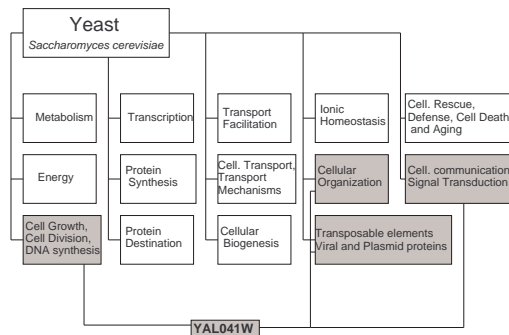 Yeast
Saccharomyces cerevisiae
Metabolism
Transcription
Transport
Facilitation
Ionic
Homeostasis
Cell. Rescue,
Defense, Cell Death
and Aging
Energy
Protein
Synthesis
Cell. Transport,
Transport
Mechanisms
Cellular
Organization
Cell. communication,
Signal Transduction
Cell Growth,
Cell Division,
DNA synthesis
Protein
Destination
Cellular
Biogenesis
Transposable elements
Viral and Plasmid proteins
YAL041W